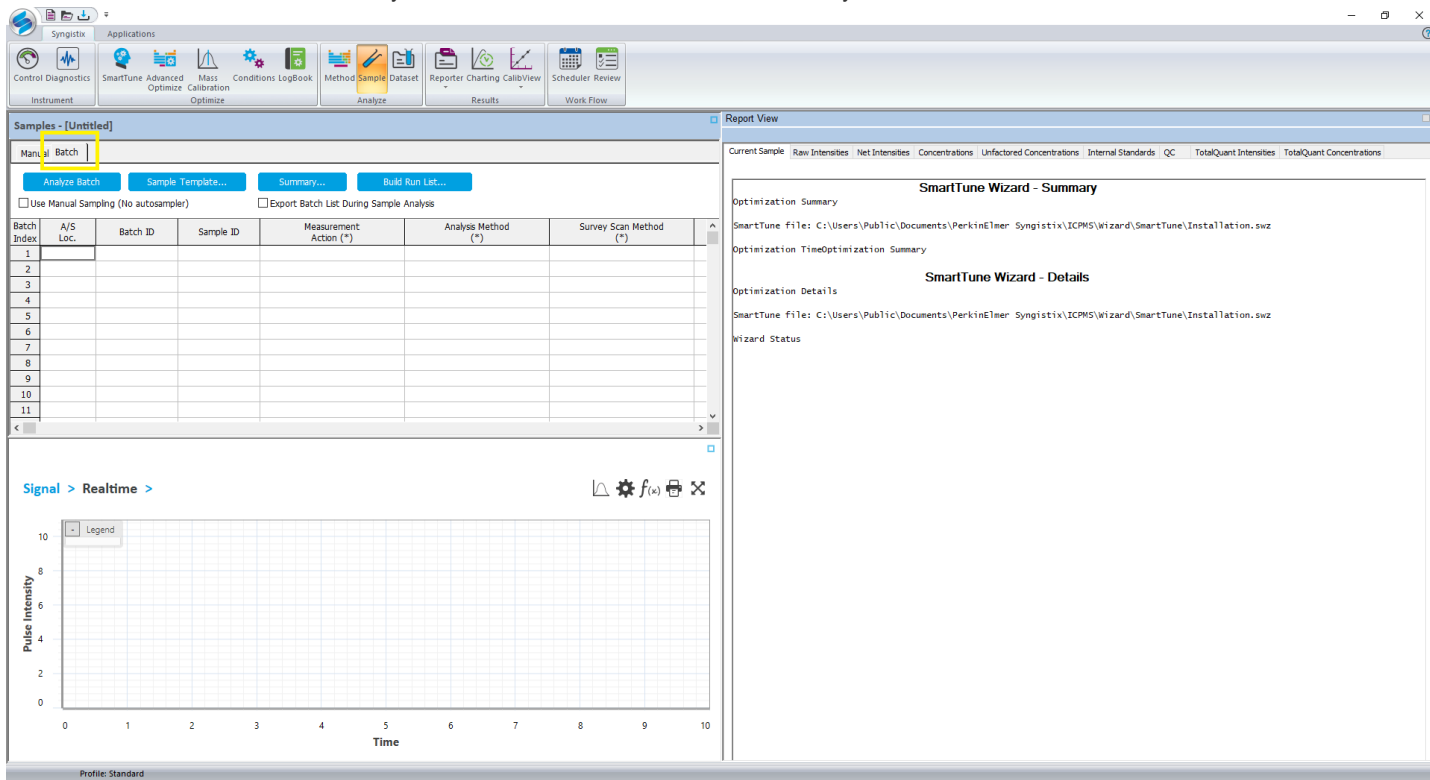 Syngistix Applications
Control Diagnostics SmartTune Advanced Optimize Mass Calibration Conditions LogBook Method Sample Dataset Reporter Charting CalibView Scheduler Review
Instrument Optimize Analyze Results Work Flow
Samples - [Untitled]
Manual Batch
Analyze Batch Sample Template... Summary... Build Run List...
Use Manual Sampling (No autosampler) Export Batch List During Sample Analysis
Batch Index A/S Loc. Batch ID Sample ID Measurement Action (*) Analysis Method (*) Survey Scan Method (*)
1
2
3
4
5
6
7
8
9
10
11
Signal > Realtime >
f(x)
- Legend
Pulse Intensity
10
8
6
4
2
0
0 1 2 3 4 5 6 7 8 9 10
Time
Report View
Current Sample Raw Intensities Net Intensities Concentrations Unfactored Concentrations Internal Standards QC TotalQuant Intensities TotalQuant Concentrations
SmartTune Wizard - Summary
Optimization Summary
SmartTune file: C:\Users\Public\Documents\PerkinElmer Syngistix\ICPMS\Wizard\SmartTune\Installation.swz
Optimization TimeOptimization Summary
SmartTune Wizard - Details
Optimization Details
SmartTune file: C:\Users\Public\Documents\PerkinElmer Syngistix\ICPMS\Wizard\SmartTune\Installation.swz
Wizard Status
Profile: Standard